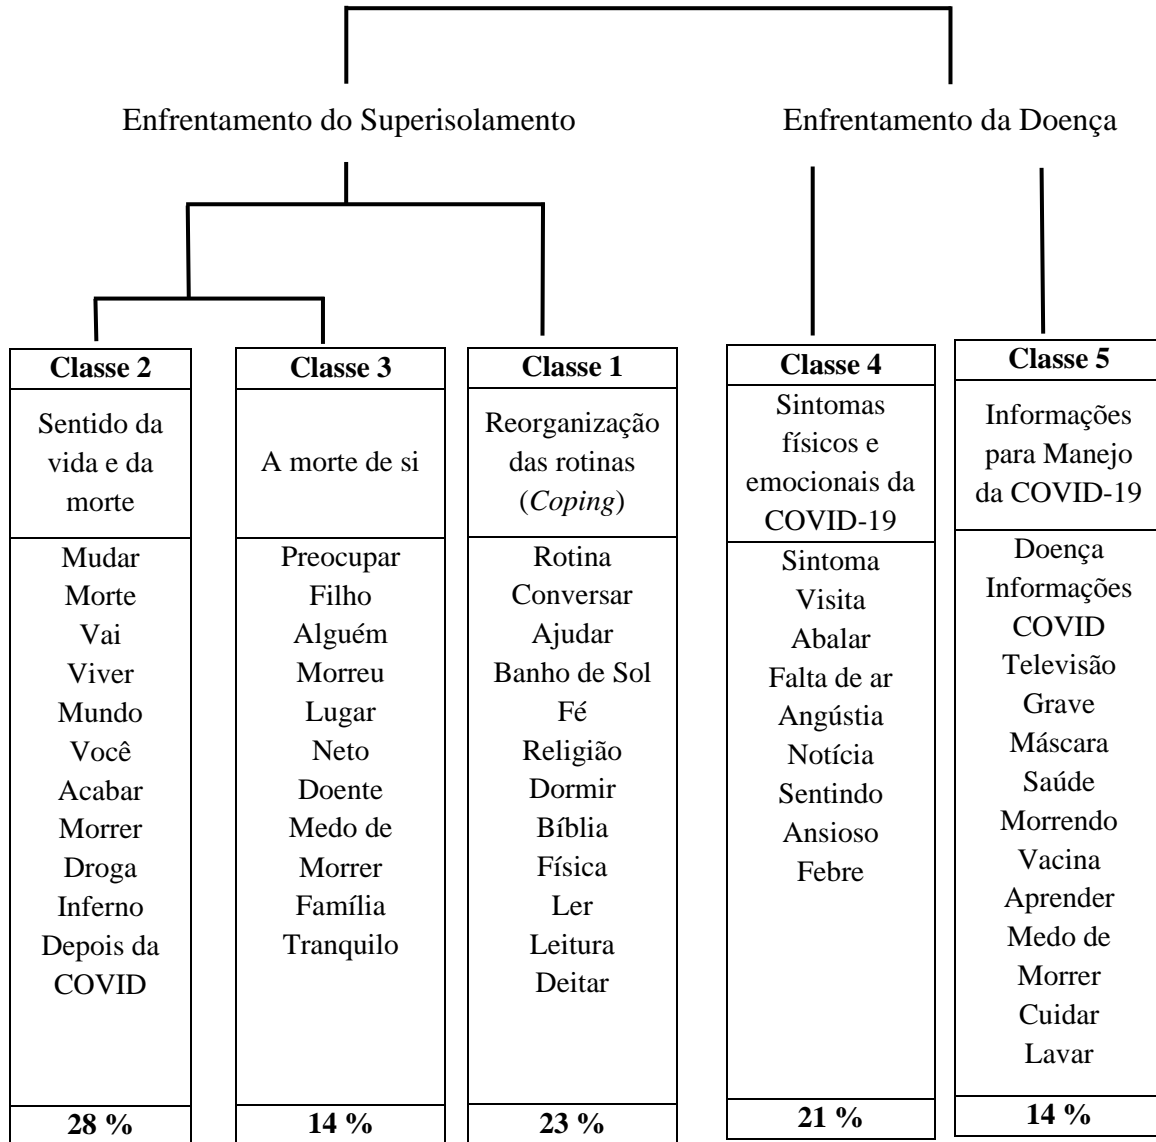 Enfrentamento do Superisolamento
Enfrentamento da Doença
Classe 2
Sentido da
vida e da
morte
Mudar
Morte
Vai
Viver
Mundo
Você
Acabar
Morrer
Droga
Inferno
Depois da
COVID
28 %
Classe 3
A morte de si
Preocupar
Filho
Alguém
Morreu
Lugar
Neto
Doente
Medo de
Morrer
Família
Tranquilo
14 %
Classe 1
Reorganização
das rotinas
(Coping)
Rotina
Conversar
Ajudar
Banho de Sol
Fé
Religião
Dormir
Bíblia
Física
Ler
Leitura
Deitar
23 %
Classe 4
Sintomas
físicos e
emocionais da
COVID-19
Sintoma
Visita
Abalar
Falta de ar
Angústia
Notícia
Sentindo
Ansioso
Febre
21 %
Classe 5
Informações
para Manejo
da COVID-19
Doença
Informações
COVID
Televisão
Grave
Máscara
Saúde
Morrendo
Vacina
Aprender
Medo de
Morrer
Cuidar
Lavar
14 %